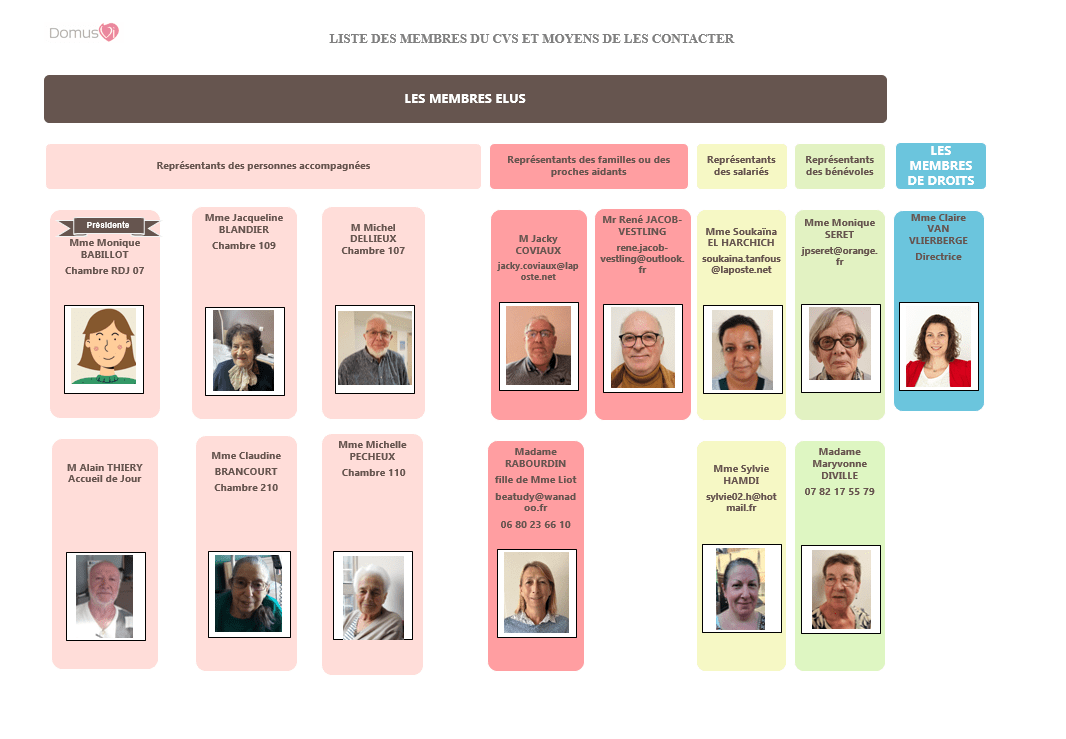 DomusVi
LISTE DES MEMBRES DU CVS ET MOYENS DE LES CONTACTER
LES MEMBRES ELUS
Représentants des personnes accompagnées
Représentants des familles ou des
proches aidants
Représentants
des salariés
Représentants
des bénévoles
LES
MEMBRES
DE DROITS
Présidente
Mme Monique
BABILLOT
Chambre RDJ 07
Mme Jacqueline
BLANDIER
Chambre 109
M Michel
DELLIEUX
Chambre 107
M Jacky
COVIAUX
jacky.coviaux@lap
oste.net
Mr René JACOB-
VESTLING
rene.jacob-
vestling@outlook.
fr
Mme Soukaïna
EL HARCHICH
soukaina.tanfous
@laposte.net
Mme Monique
SERET
jpseret@orange.
fr
Mme Claire
VAN
VLIERBERGE
Directrice
M Alain THIERY
Accueil de Jour
Mme Claudine
BRANCOURT
Chambre 210
Mme Michelle
PECHEUX
Chambre 110
Madame
RABOURDIN
fille de Mme Liot
beatudy@wanad
oo.fr
06 80 23 66 10
Mme Sylvie
HAMDI
sylvie02.h@hot
mail.fr
Madame
Maryvonne
DIVILLE
07 82 17 55 79